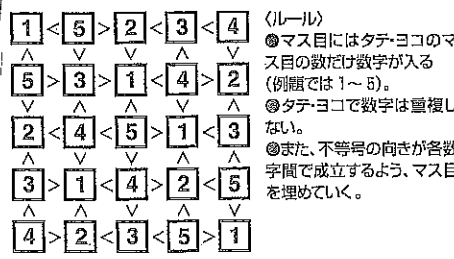 1<5>2<3<4
∧ ∨ ∨ ∧ ∨
5>3>1<4>2
∨ ∧ ∧ ∨ ∧
2<4<5>1<3
∧ ∨ ∨ ∧ ∧
3>1<4>2<5
∧ ∧ ∨ ∧ ∨
4>2<3<5>1
〈ルール〉
◎マス目にはタテ・ヨコのマ
ス目の数だけ数字が入る
(例題では1〜5)。
◎タテ・ヨコで数字は重複し
ない。
◎また、不等号の向きが各数
字間で成立するよう、マス目
を埋めていく。